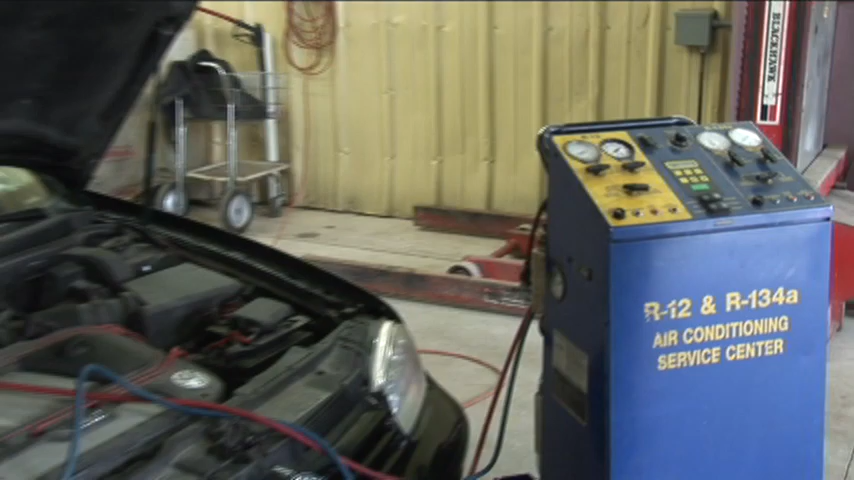 BLACKHAWK
R-12 & R-134a
AIR CONDITIONING
SERVICE CENTER